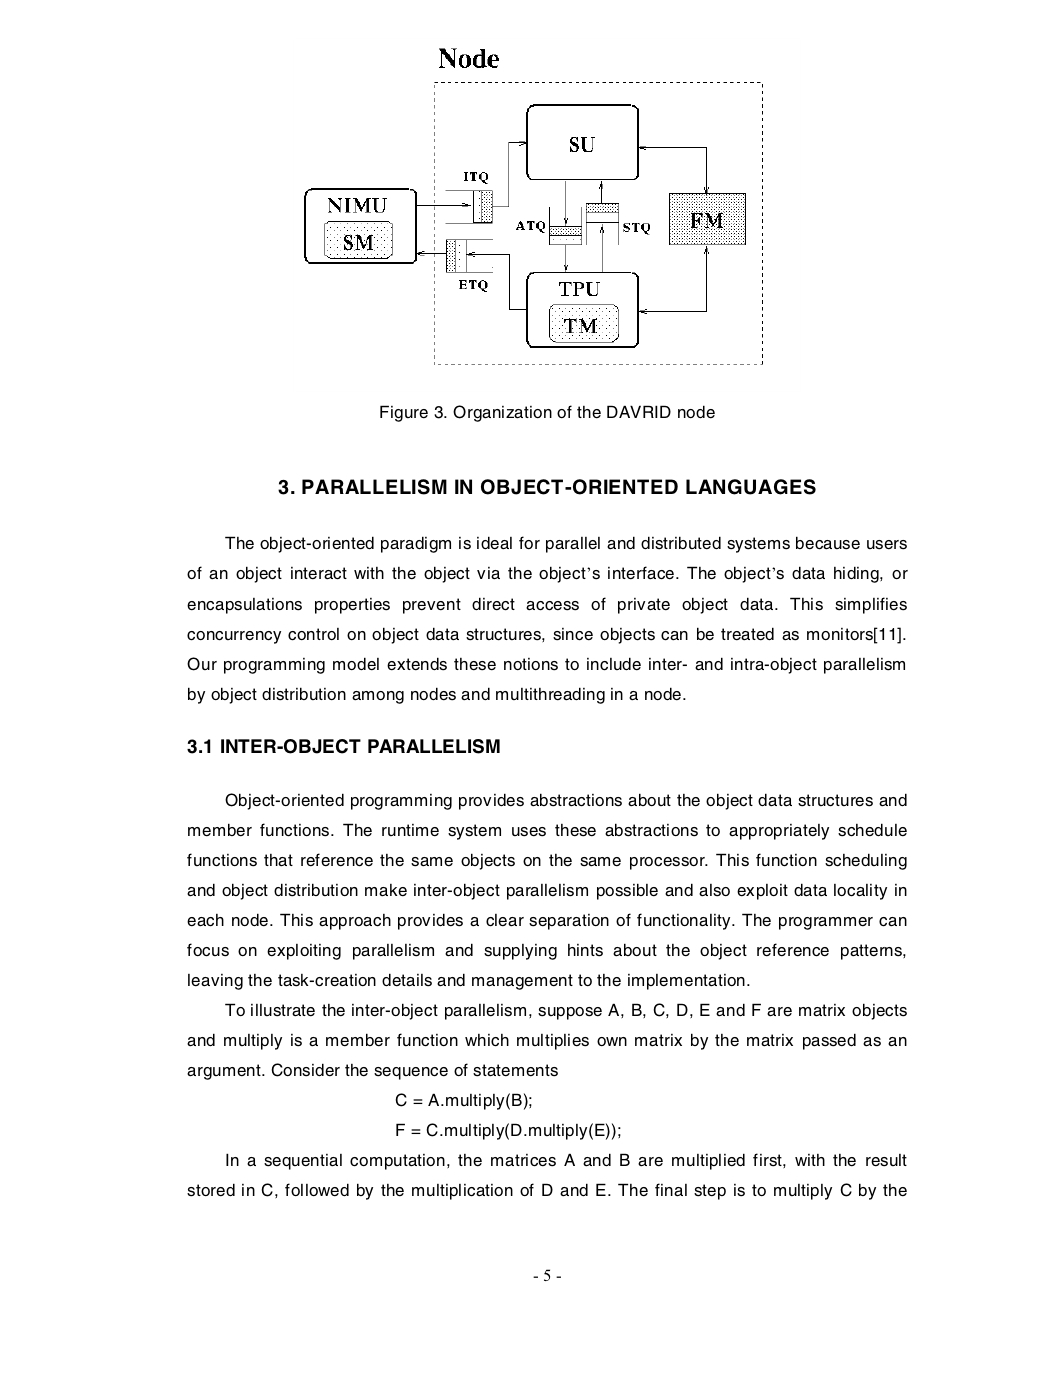 Node
SU
ITQ
NIMU
SM
ATQ
STQ
FM
ETQ
TPU
TM
Figure 3. Organization of the DAVRID node
3. PARALLELISM IN OBJECT-ORIENTED LANGUAGES
The object-oriented paradigm is ideal for parallel and distributed systems because users
of an object interact with the object via the object’s interface. The object’s data hiding, or
encapsulations properties prevent direct access of private object data. This simplifies
concurrency control on object data structures, since objects can be treated as monitors[11].
Our programming model extends these notions to include inter- and intra-object parallelism
by object distribution among nodes and multithreading in a node.
3.1 INTER-OBJECT PARALLELISM
Object-oriented programming provides abstractions about the object data structures and
member functions. The runtime system uses these abstractions to appropriately schedule
functions that reference the same objects on the same processor. This function scheduling
and object distribution make inter-object parallelism possible and also exploit data locality in
each node. This approach provides a clear separation of functionality. The programmer can
focus on exploiting parallelism and supplying hints about the object reference patterns,
leaving the task-creation details and management to the implementation.
To illustrate the inter-object parallelism, suppose A, B, C, D, E and F are matrix objects
and multiply is a member function which multiplies own matrix by the matrix passed as an
argument. Consider the sequence of statements
C = A.multiply(B);
F = C.multiply(D.multiply(E));
In a sequential computation, the matrices A and B are multiplied first, with the result
stored in C, followed by the multiplication of D and E. The final step is to multiply C by the
- 5 -